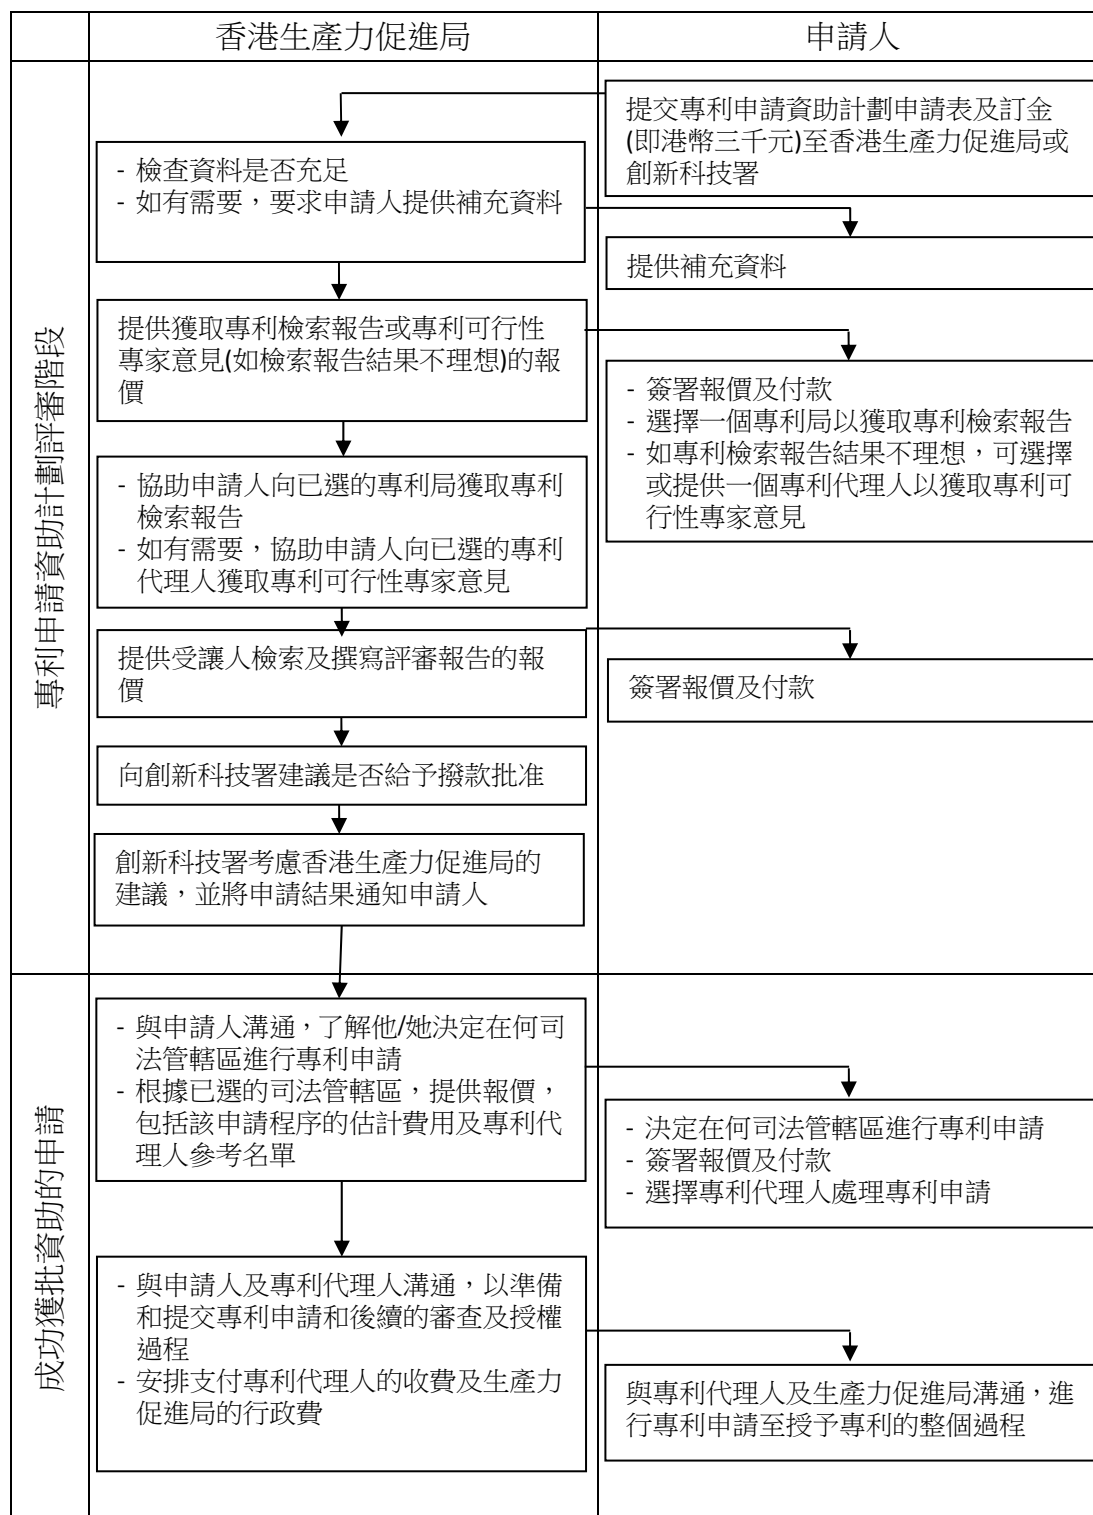 香港生產力促進局
申請人
專利申請資助計劃評審階段
提交專利申請資助計劃申請表及訂金
(即港幣三千元)至香港生產力促進局或
創新科技署
- 檢查資料是否充足
- 如有需要，要求申請人提供補充資料
提供補充資料
提供獲取專利檢索報告或專利可行性
專家意見(如檢索報告結果不理想)的報
價
- 簽署報價及付款
- 選擇一個專利局以獲取專利檢索報告
- 如專利檢索報告結果不理想，可選擇
或提供一個專利代理人以獲取專利可
行性專家意見
- 協助申請人向已選的專利局獲取專利
檢索報告
- 如有需要，協助申請人向已選的專利
代理人獲取專利可行性專家意見
提供受讓人檢索及撰寫評審報告的報
價
簽署報價及付款
向創新科技署建議是否給予撥款批准
創新科技署考慮香港生產力促進局的
建議，並將申請結果通知申請人
成功獲批資助的申請
- 與申請人溝通，了解他/她決定在何司
法管轄區進行專利申請
- 根據已選的司法管轄區，提供報價，
包括該申請程序的估計費用及專利代
理人參考名單
- 決定在何司法管轄區進行專利申請
- 簽署報價及付款
- 選擇專利代理人處理專利申請
- 與申請人及專利代理人溝通，以準備
和提交專利申請和後續的審查及授權
過程
- 安排支付專利代理人的收費及生產力
促進局的行政費
與專利代理人及生產力促進局溝通，進
行專利申請至授予專利的整個過程